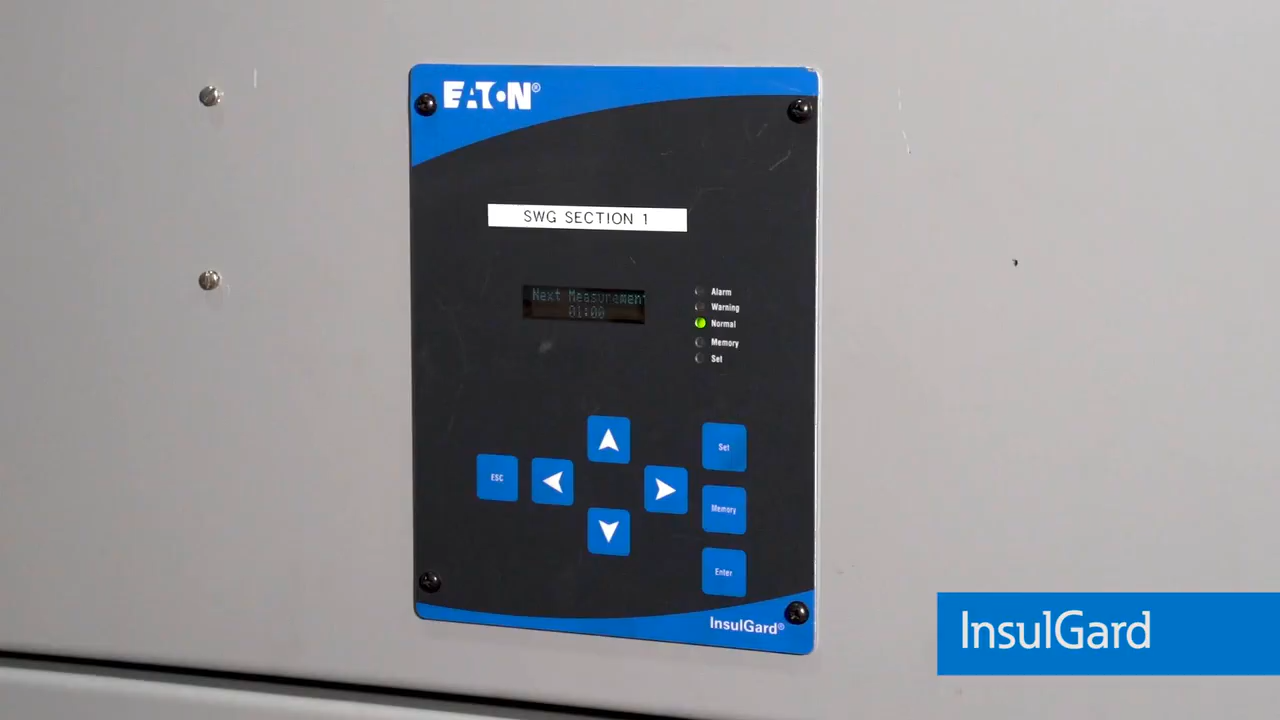 EATON®
SWG SECTION 1
Next Measurement
01:00
Alarm
Warning
Normal
Memory
Set
ESC
Set
Memory
Enter
InsulGard®
InsulGard